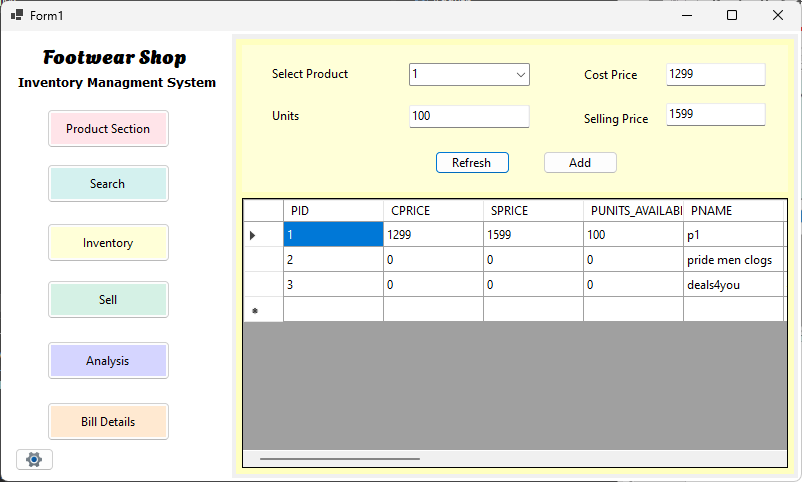 Form1
Footwear Shop
Inventory Managment System
Product Section
Search
Inventory
Sell
Analysis
Bill Details
Select Product 1 Cost Price 1299
Units 100 Selling Price 1599
Refresh Add
PID CPRICE SPRICE PUNITS_AVAILABI PNAME
1 1299 1599 100 p1
2 0 0 0 pride men clogs
3 0 0 0 deals4you